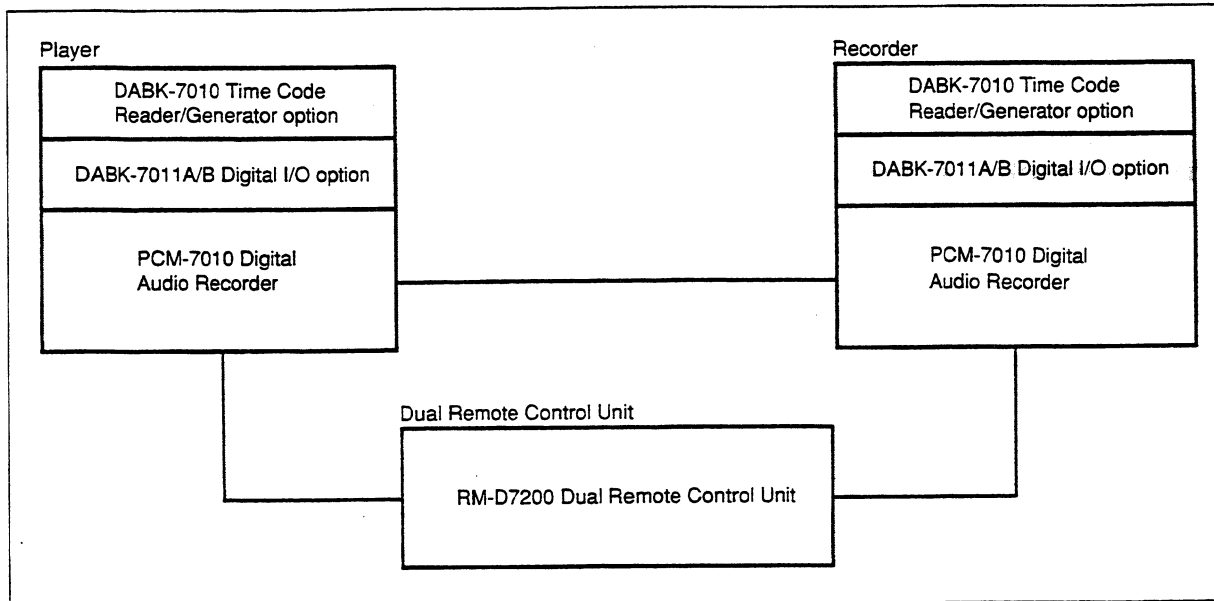 Player
DABK-7010 Time Code
Reader/Generator option
DABK-7011A/B Digital I/O option
PCM-7010 Digital
Audio Recorder
Recorder
DABK-7010 Time Code
Reader/Generator option
DABK-7011A/B Digital I/O option
PCM-7010 Digital
Audio Recorder
Dual Remote Control Unit
RM-D7200 Dual Remote Control Unit